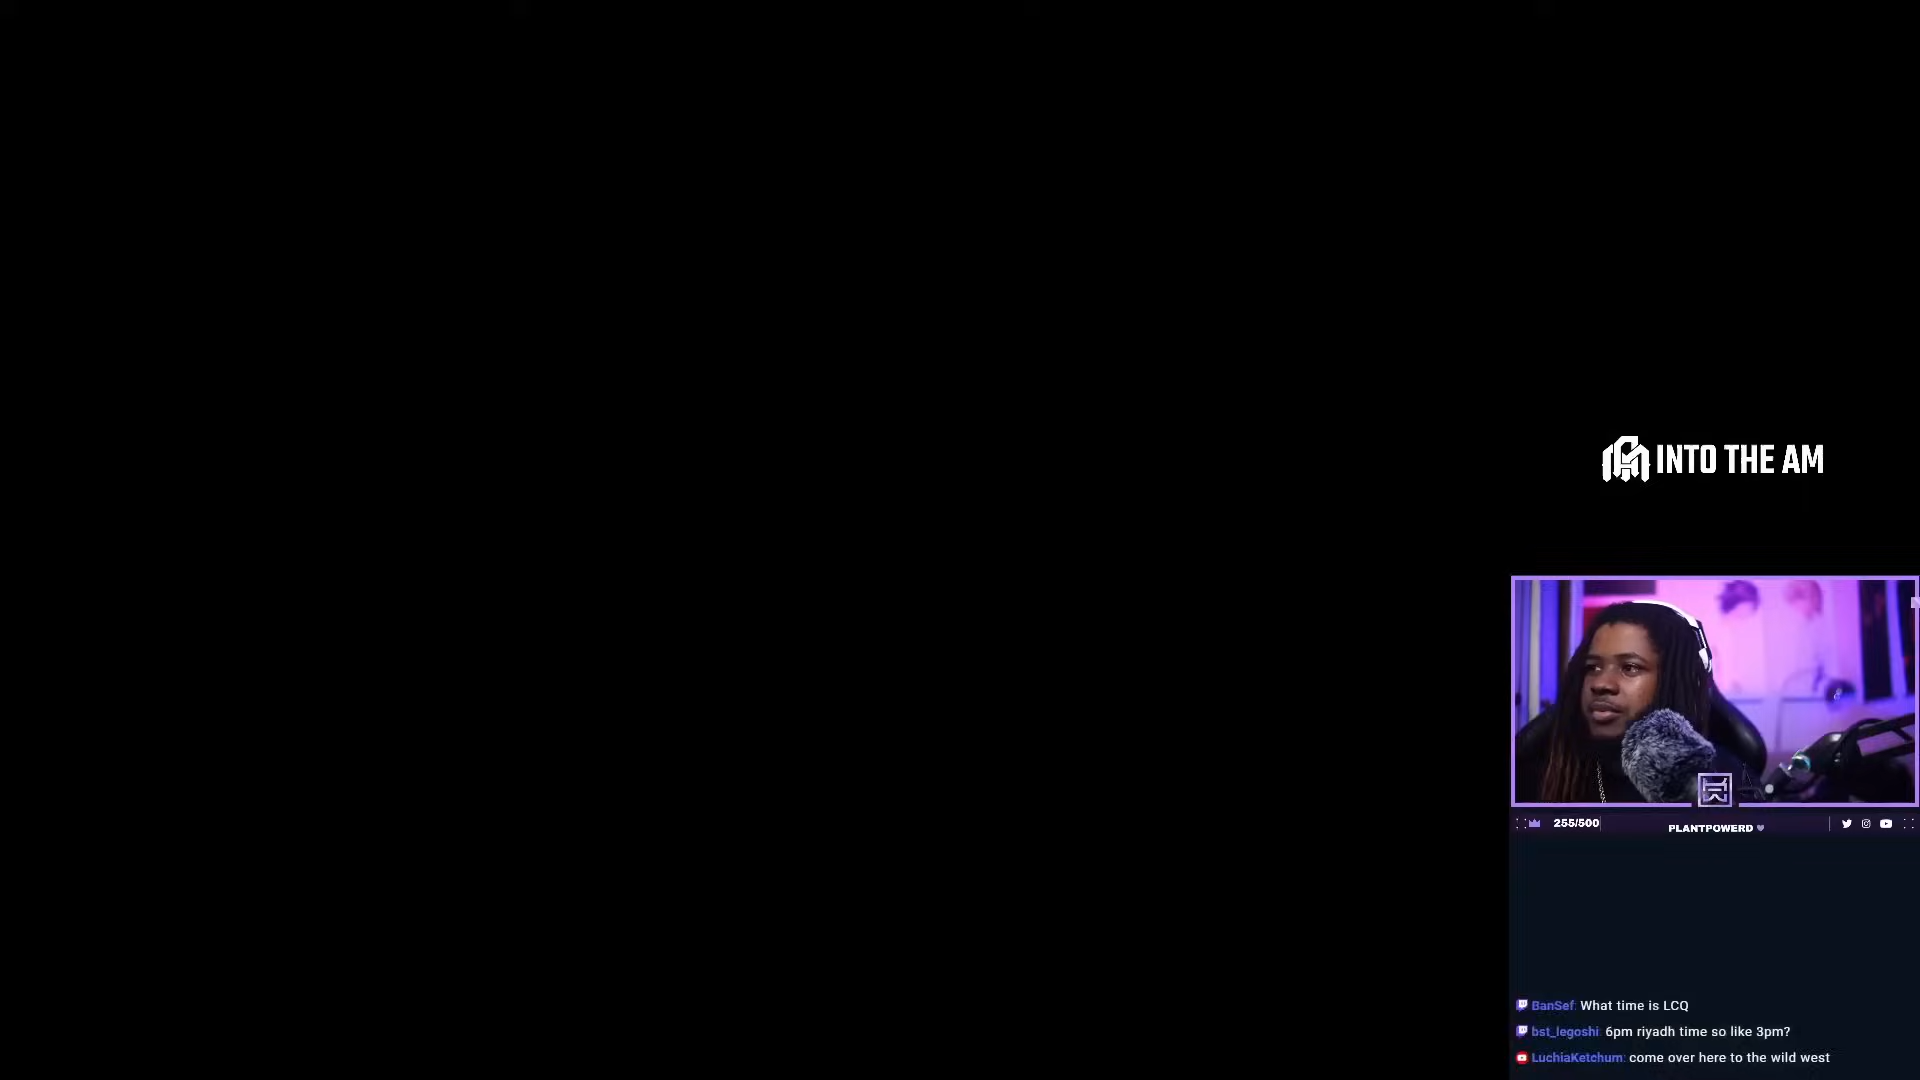 INTO THE AM
255/500
PLANTPOWERD
BanSef: What time is LCQ
bst_legoshi: 6pm riyadh time so like 3pm?
LuchiaKetchum: come over here to the wild west